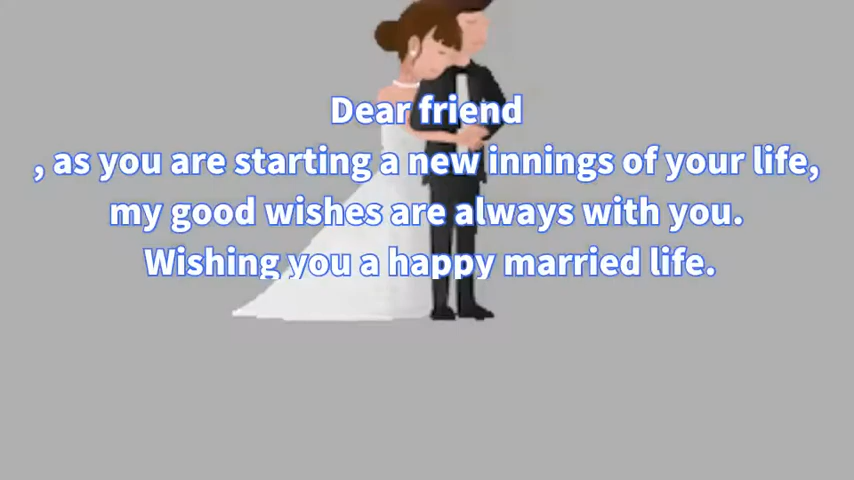 Dear friend
, as you are starting a new innings of your life,
my good wishes are always with you.
Wishing you a happy married life.